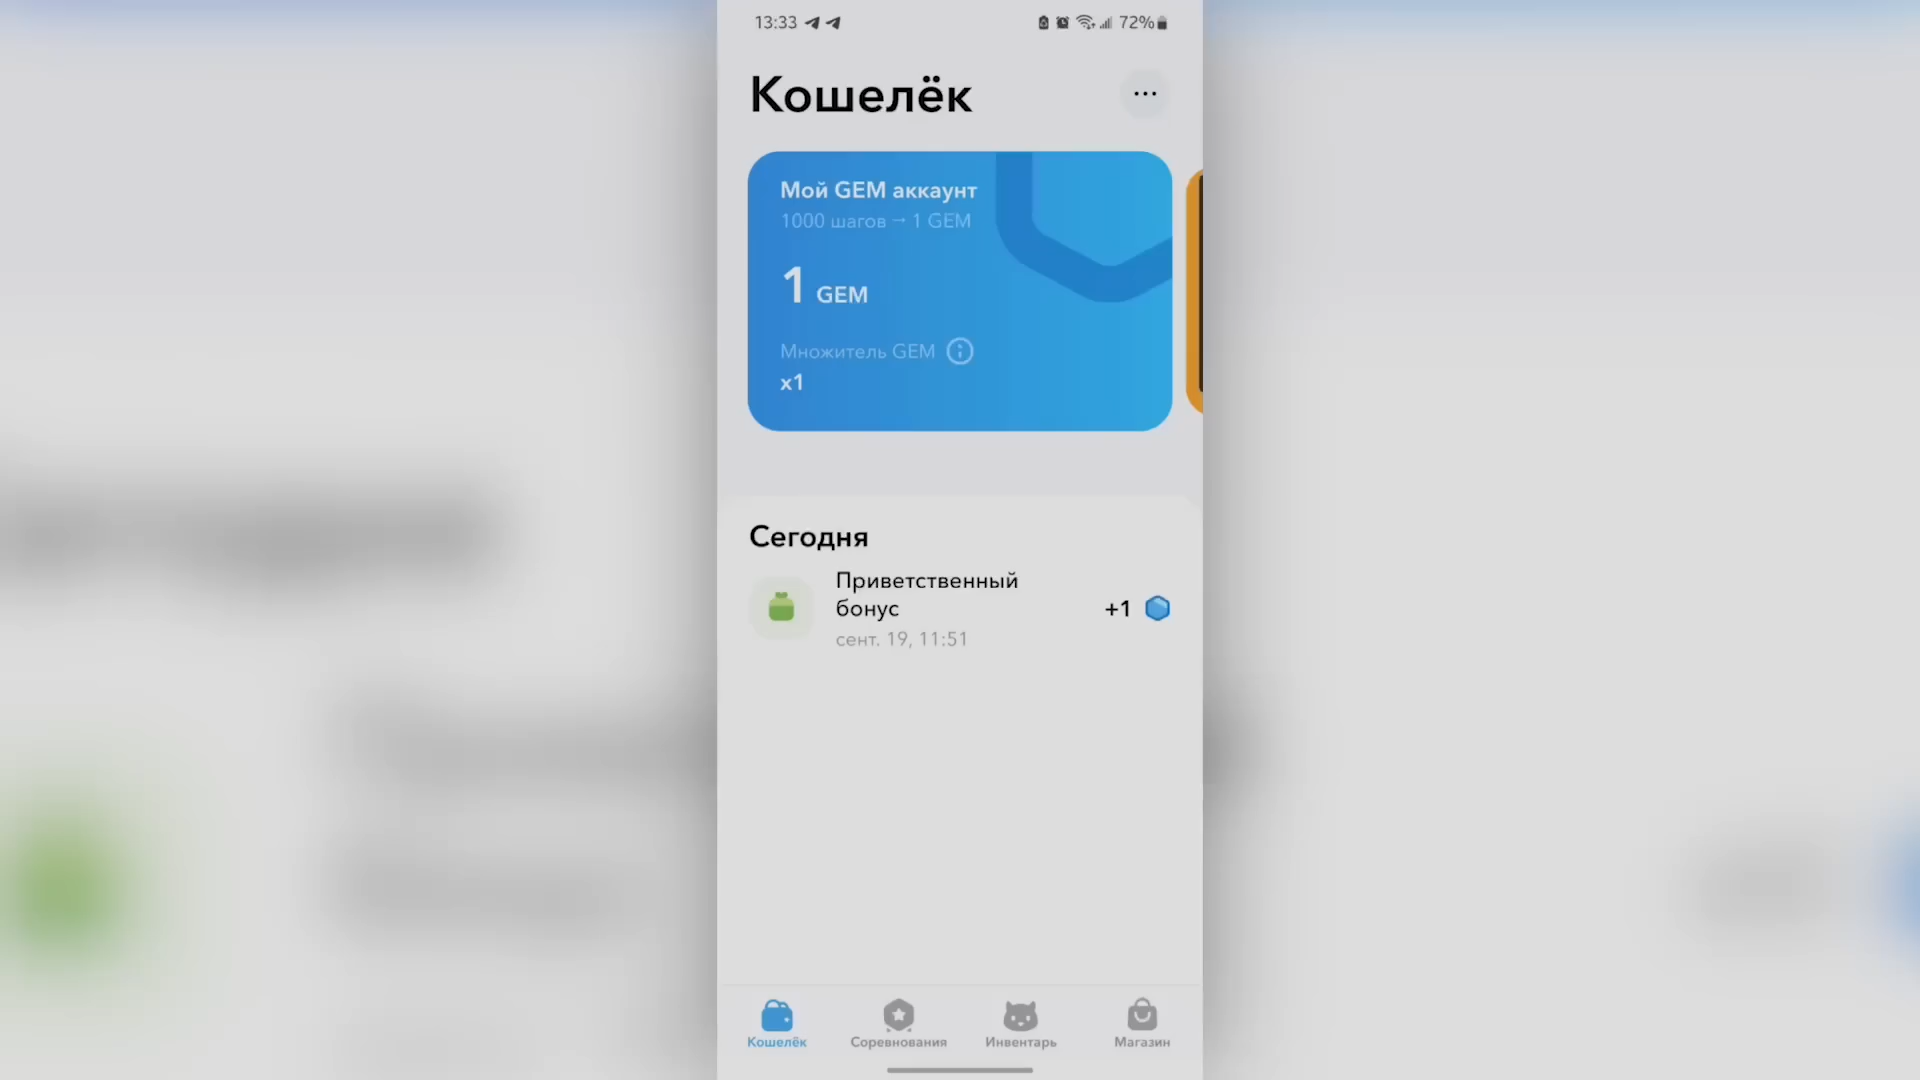 13:33
72%
Кошелёк
Мой GEM аккаунт
1000 шагов → 1 GEM
1 GEM
Множитель GEM
x1
Сегодня
Приветственный
бонус
+1
сент. 19, 11:51
Кошелёк
Соревнования
Инвентарь
Магазин